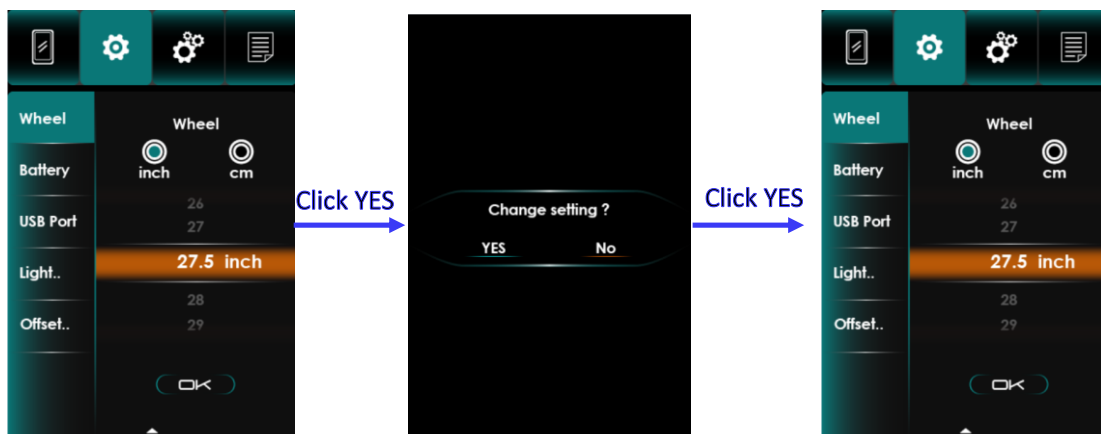 Wheel
Wheel
inch cm
Battery
26
USB Port
27
27.5 inch
Light..
28
Offset..
29
OK
Click YES
Change setting ?
YES No
Click YES
Wheel
Wheel
inch cm
Battery
26
USB Port
27
27.5 inch
Light..
28
Offset..
29
OK